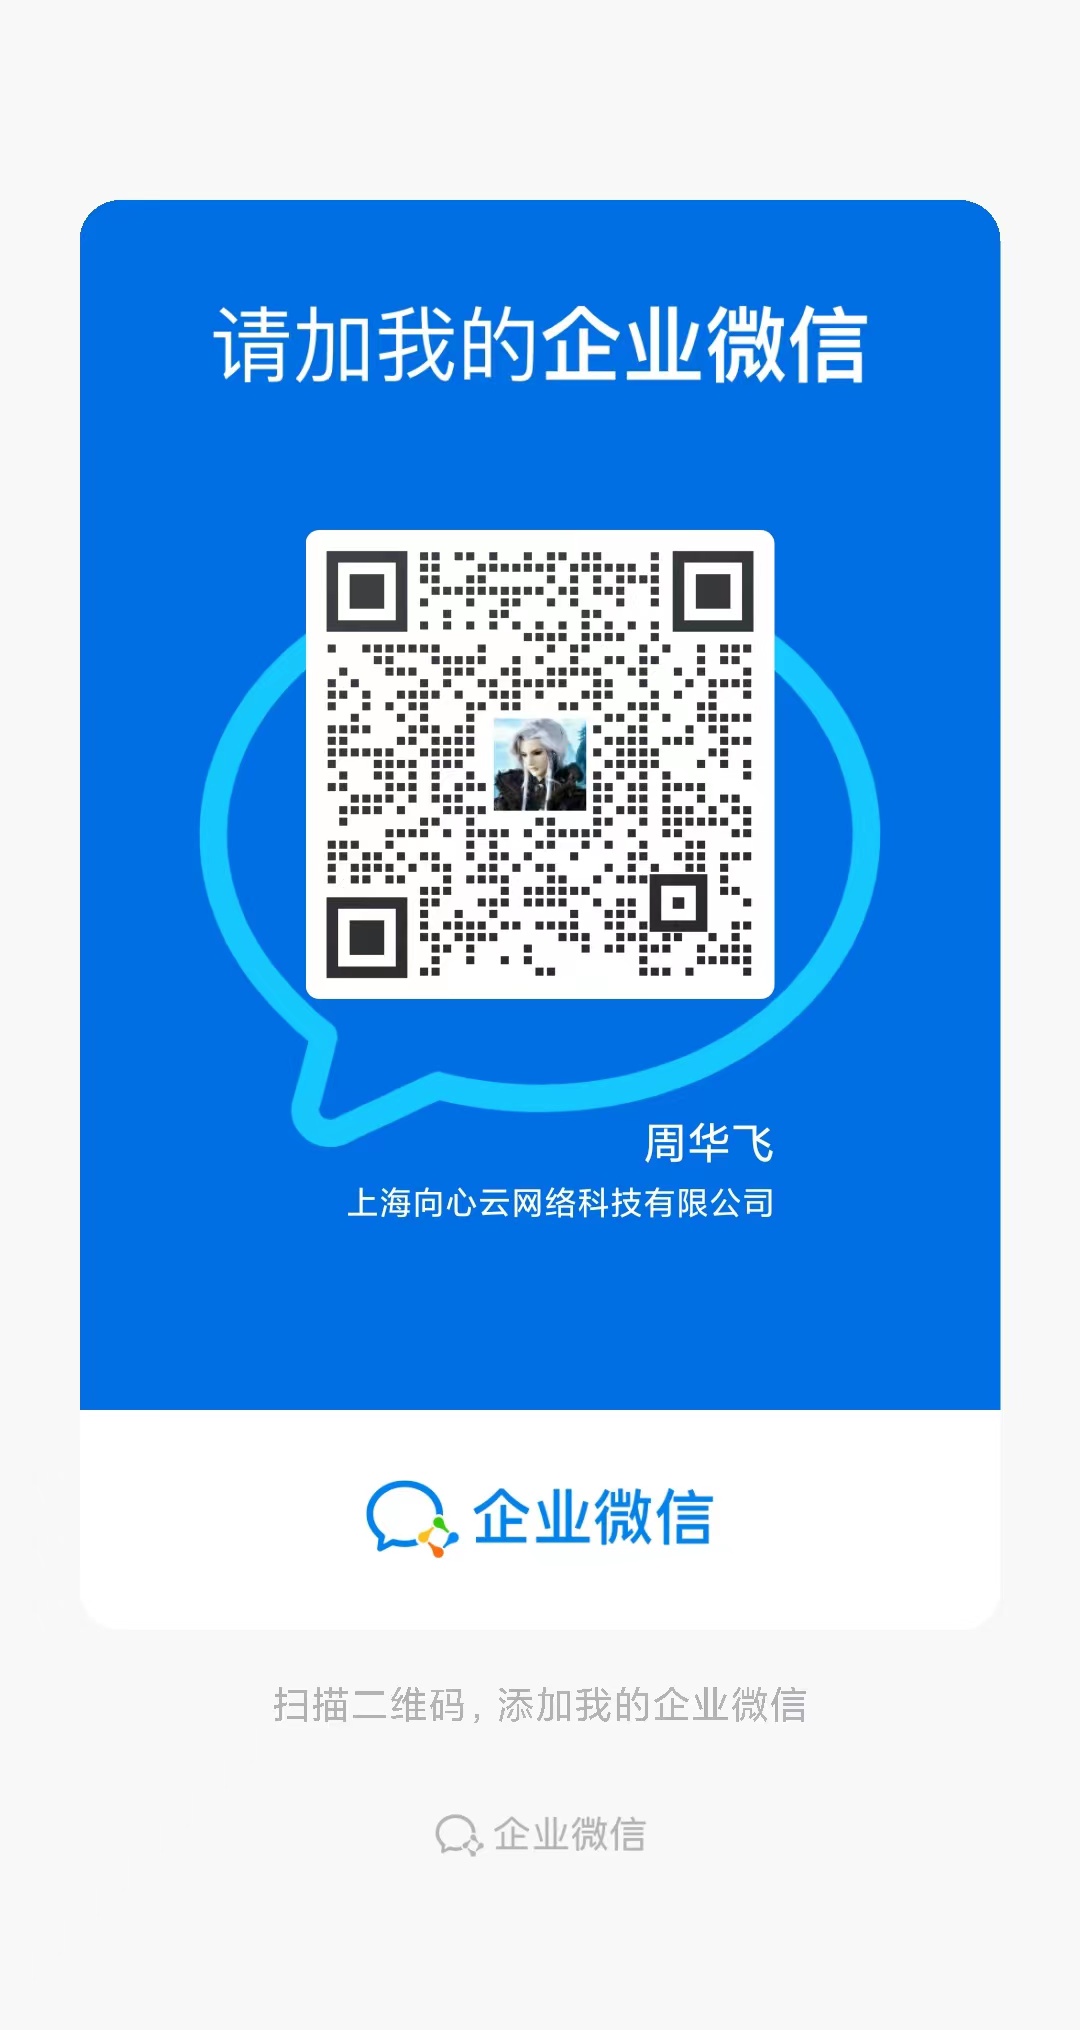 请加我的企业微信
周华飞
上海向心云网络科技有限公司
企业微信
扫描二维码，添加我的企业微信
企业微信